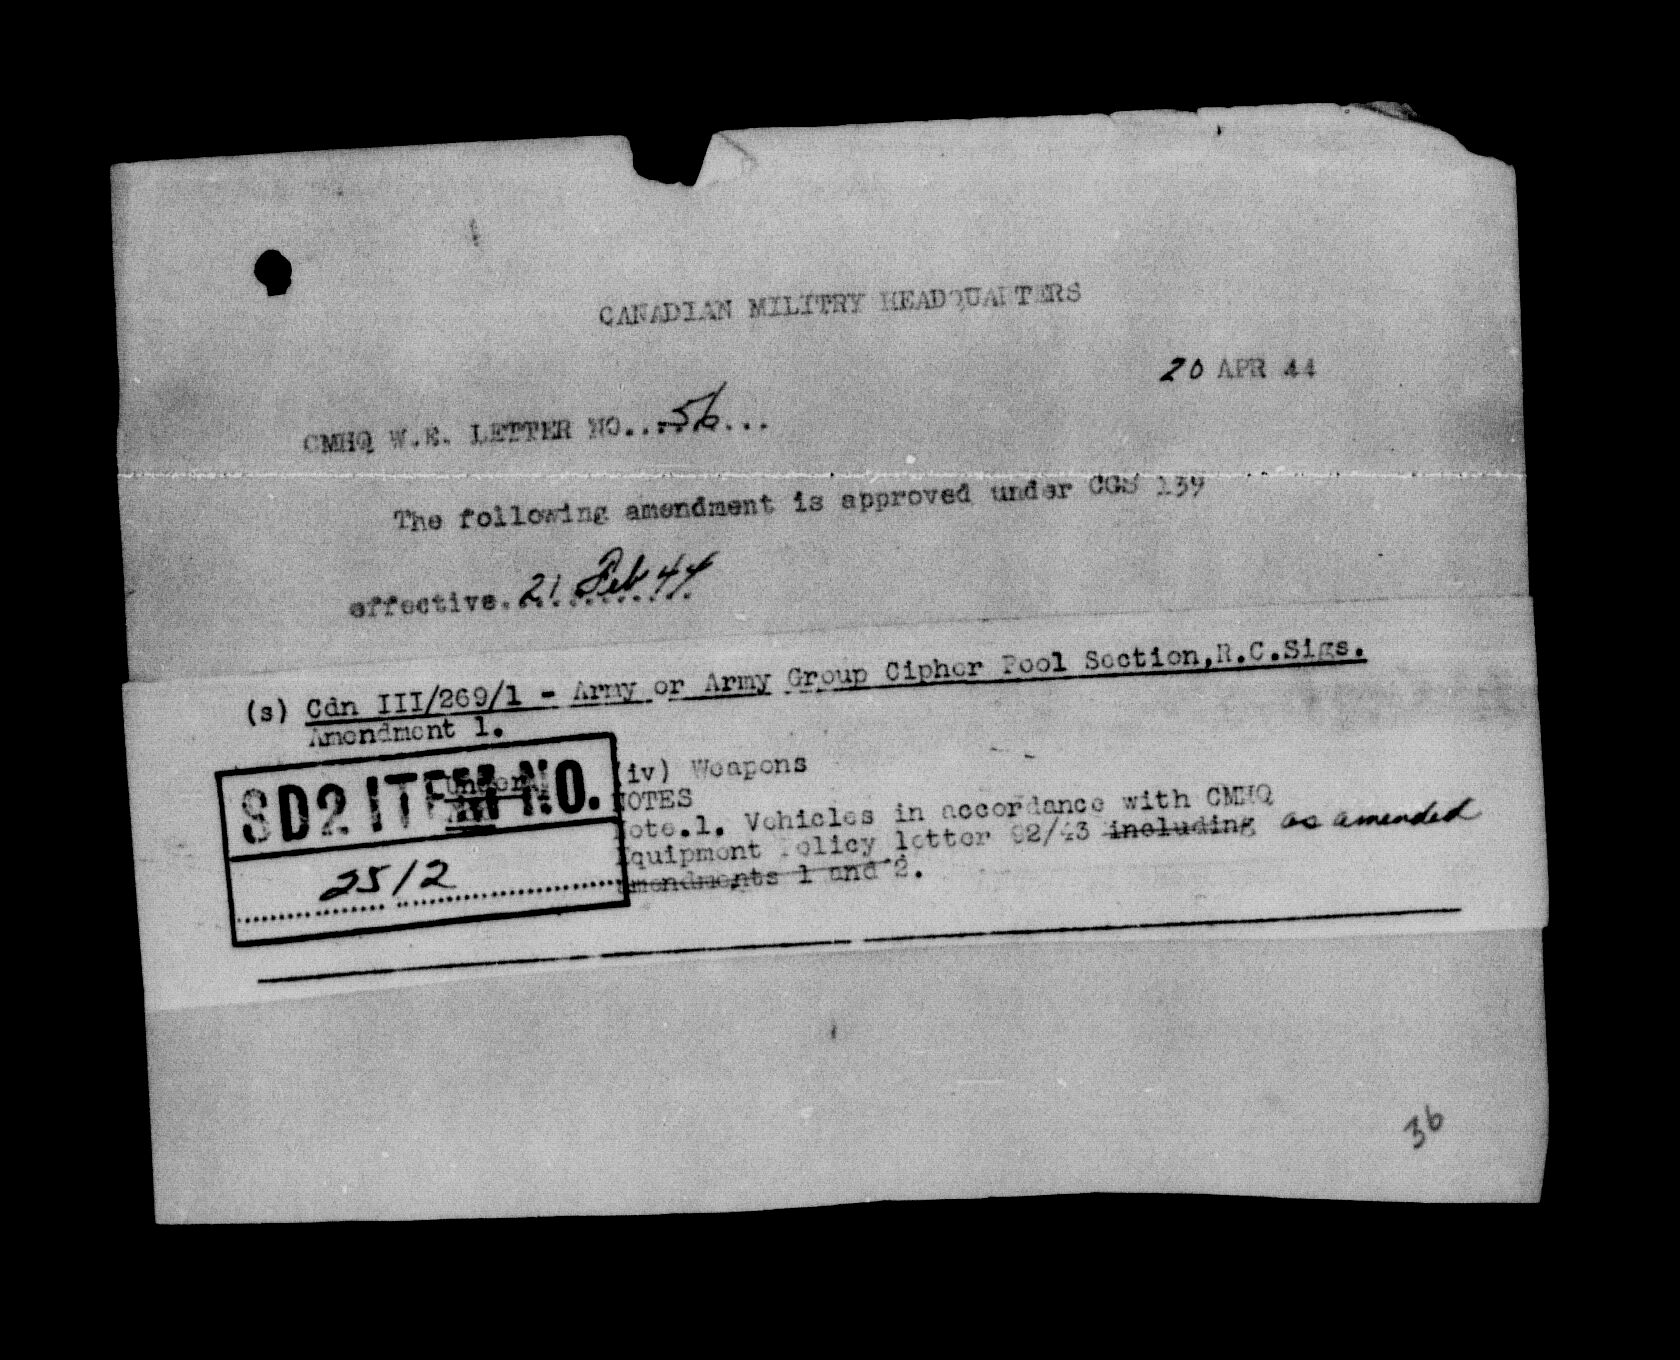 CANADIAN MILITRY HEADQUARTERS
20 APR 44
CMHQ W.E. LETTER NO....56...
The following amendment is approved under CGS 139
effective.21 Feb 44
(s) Cdn III/269/1 - Army or Army Group Cipher Pool Section,R.C.Sigs.
Amendment 1.
SD2 ITEM NO.
2512
Under
(iv) Weapons
NOTES
Note.1. Vehicles in accordance with CMHQ
Equipment Policy letter 92/43 including as amended
amendments 1 and 2.
36